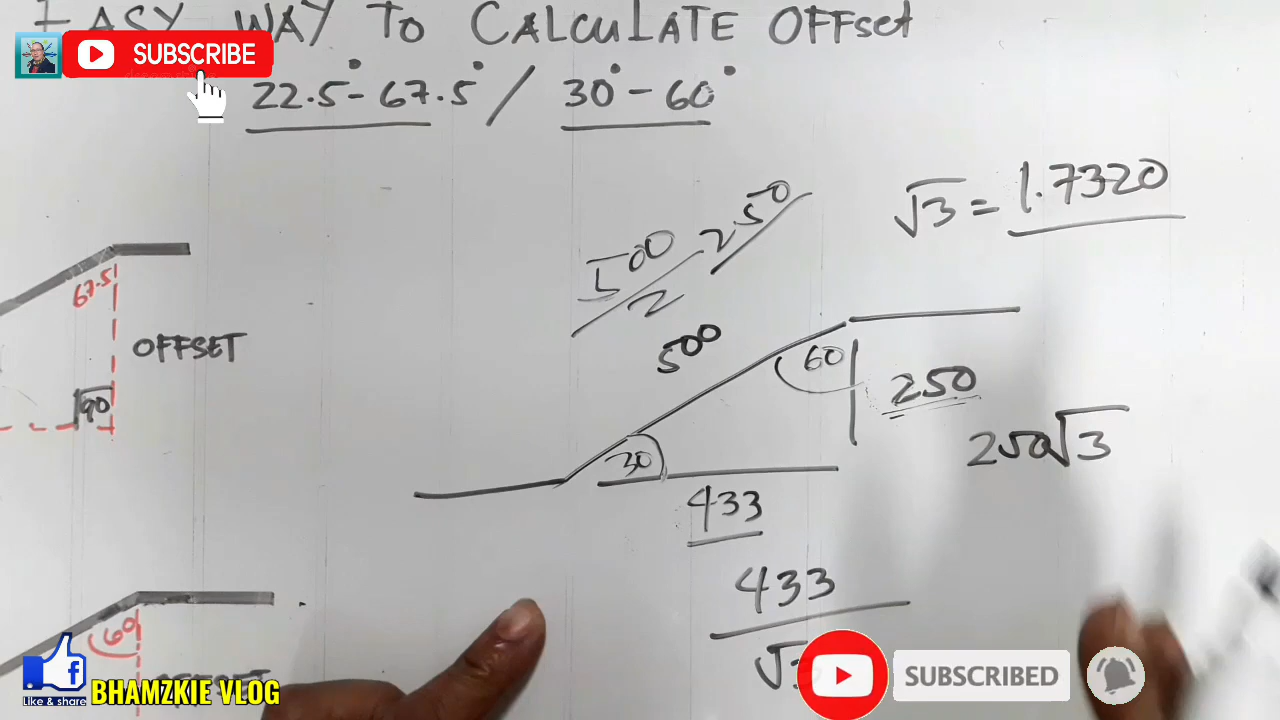 EASY WAY TO CALCULATE OFFset
SUBSCRIBE
22.5° - 67.5° / 30° - 60°
√3 = 1.7320
500
2
250
67.5
500
60
OFFSET
250
90
30
250√3
433
433
√3
60
OFFSET
SUBSCRIBED
f
Like & share
BHAMZKIE VLOG